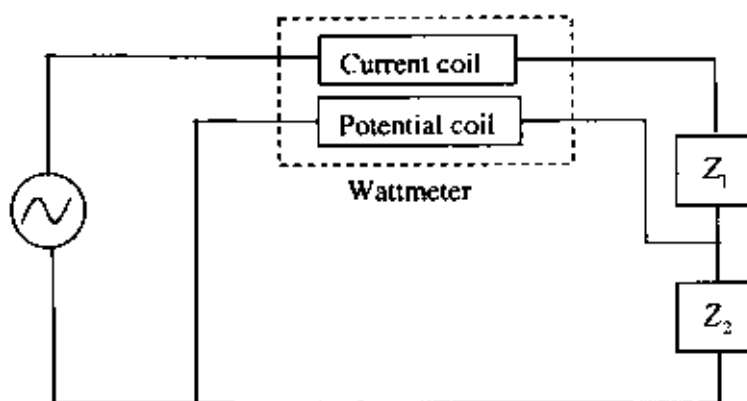 Current coil
Potential coil
Wattmeter
Z₁
Z₂